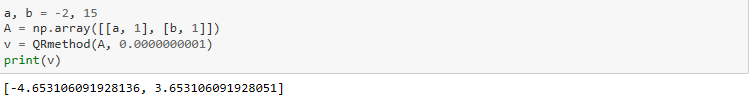 a, b = -2, 15
A = np.array([[a, 1], [b, 1]])
v = QRmethod(A, 0.0000000001)
print(v)
[-4.653106091928136, 3.653106091928051]